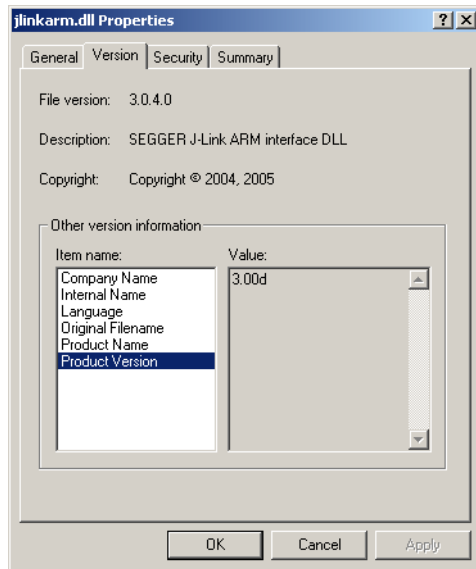 jlinkarm.dll Properties
General Version Security Summary
File version: 3.0.4.0
Description: SEGGER J-Link ARM interface DLL
Copyright: Copyright © 2004, 2005
Other version information
Item name: Value:
Company Name 3.00d
Internal Name
Language
Original Filename
Product Name
Product Version
OK Cancel Apply